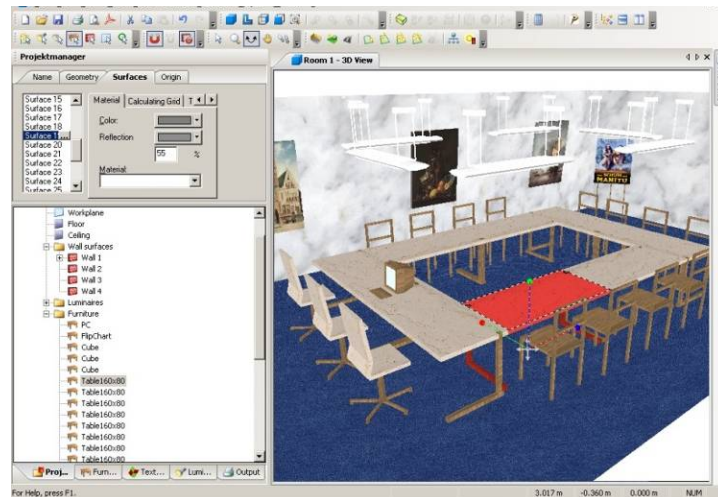 Projektmanager
Room 1 - 3D View
Name
Geometry
Surfaces
Origin
Surface 15
Surface 16
Surface 17
Surface 18
Surface 1...
Surface 20
Surface 21
Surface 22
Surface 23
Surface 24
Surface 25
Material
Calculating Grid
T
Color:
Reflection
55 %
Material:
Workplane
Floor
Ceiling
Wall surfaces
Wall 1
Wall 2
Wall 3
Wall 4
Luminaires
Furniture
PC
FlipChart
Cube
Cube
Cube
Table160x80
Table160x80
Table160x80
Table160x80
Table160x80
Table160x80
Table160x80
Proj...
Furn...
Text...
Lumi...
Output
MANITU
For Help, press F1.
3.017 m
-0.360 m
0.000 m
NUM